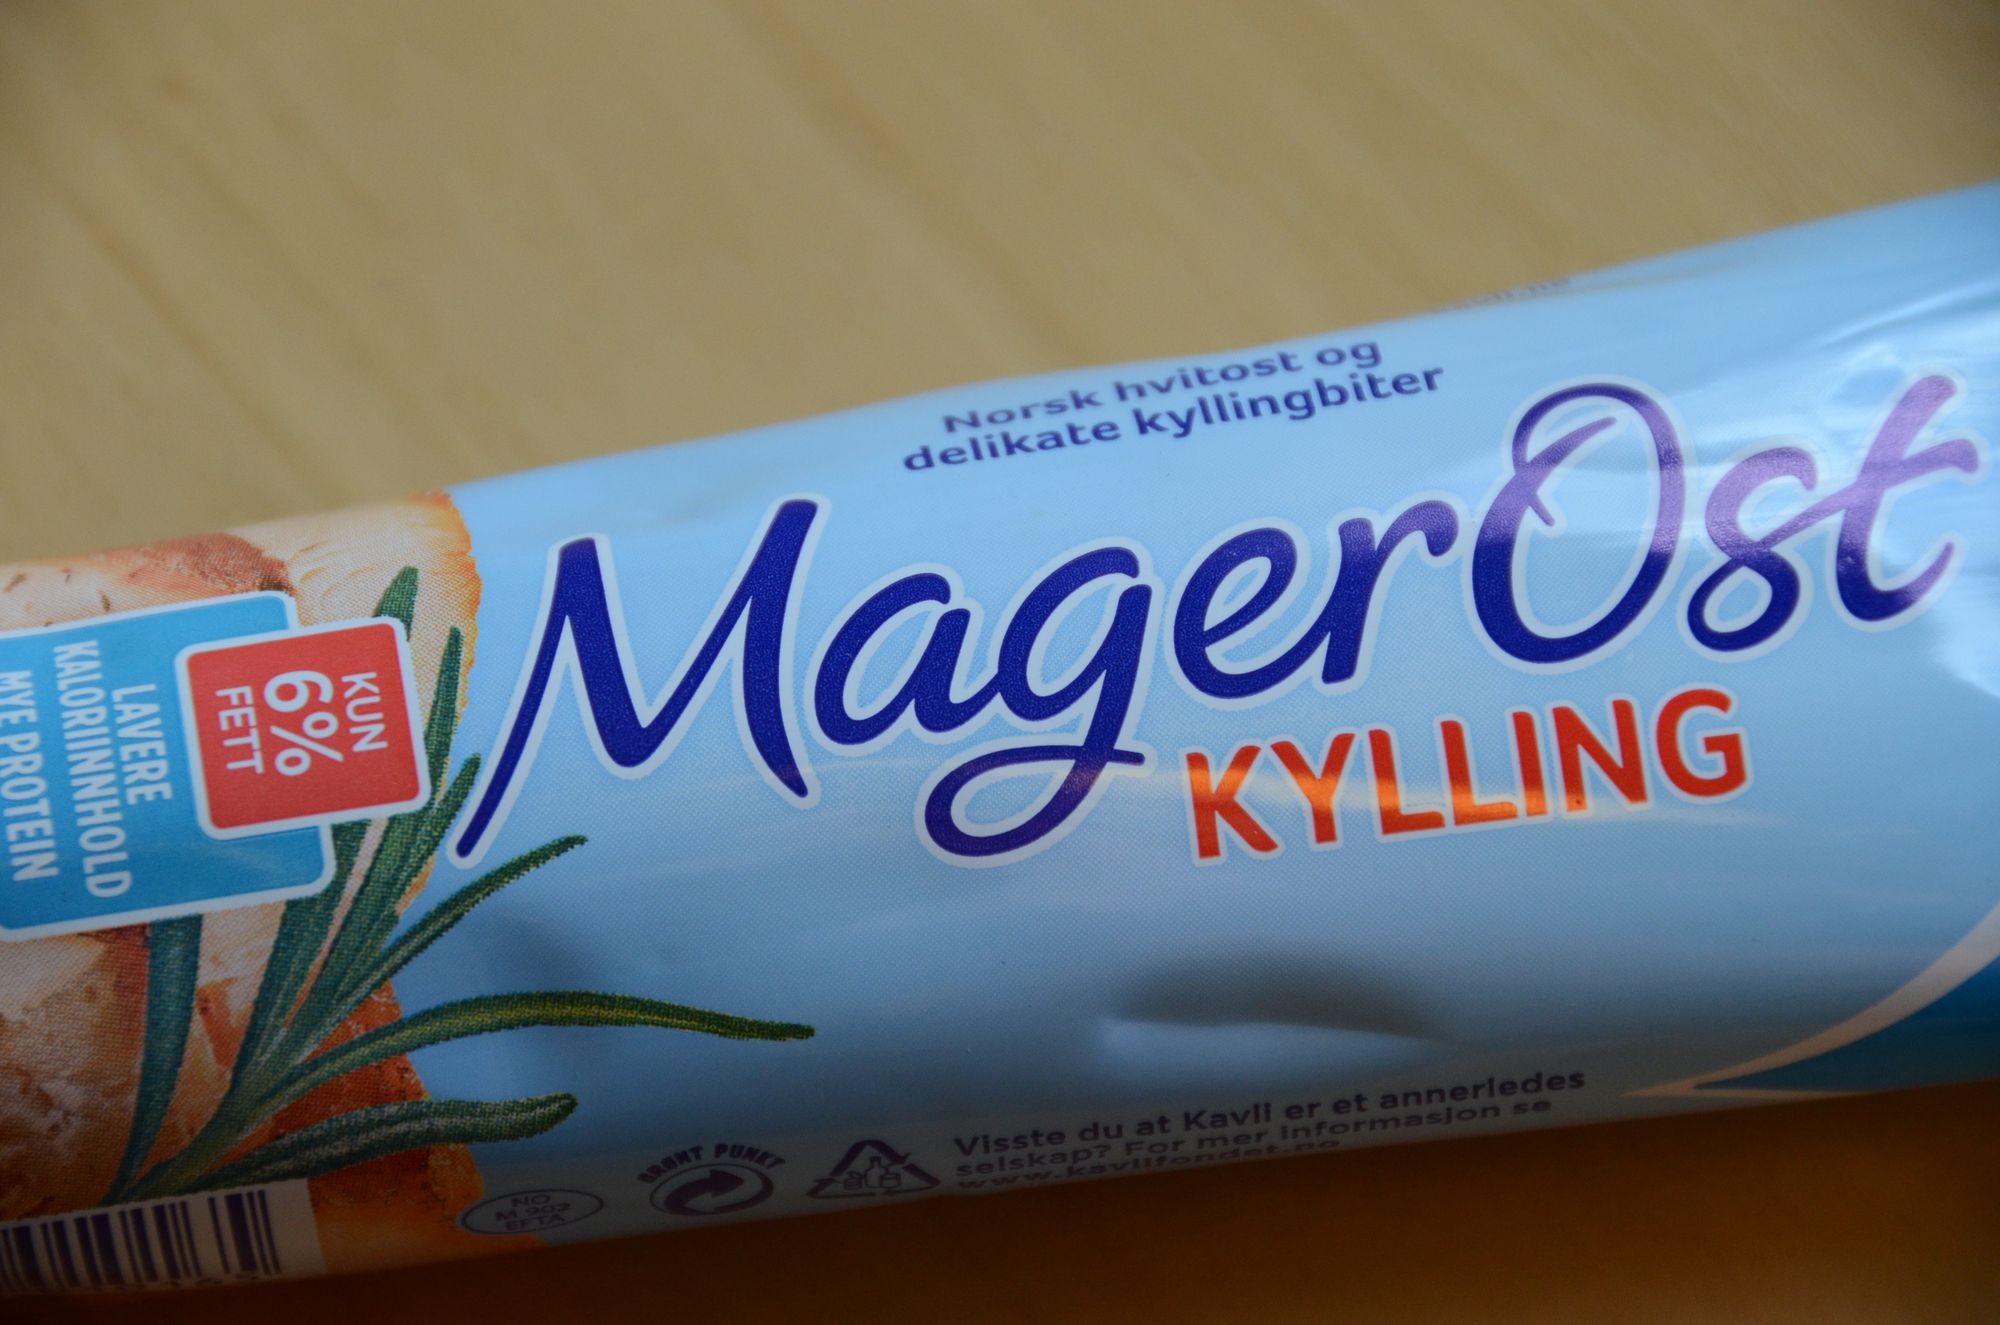 Norsk hvitost og
delikate kyllingbiter
MagerOst
KYLLING
KUN
6%
FETT
LAVERE
KALORIINNHOLD
MYE PROTEIN
Visste du at Kavli er et annerledes
selskap? For mer informasjon se
www.kavlifondet.no
GRØNT PUNKT
NO
M 902
EFTA